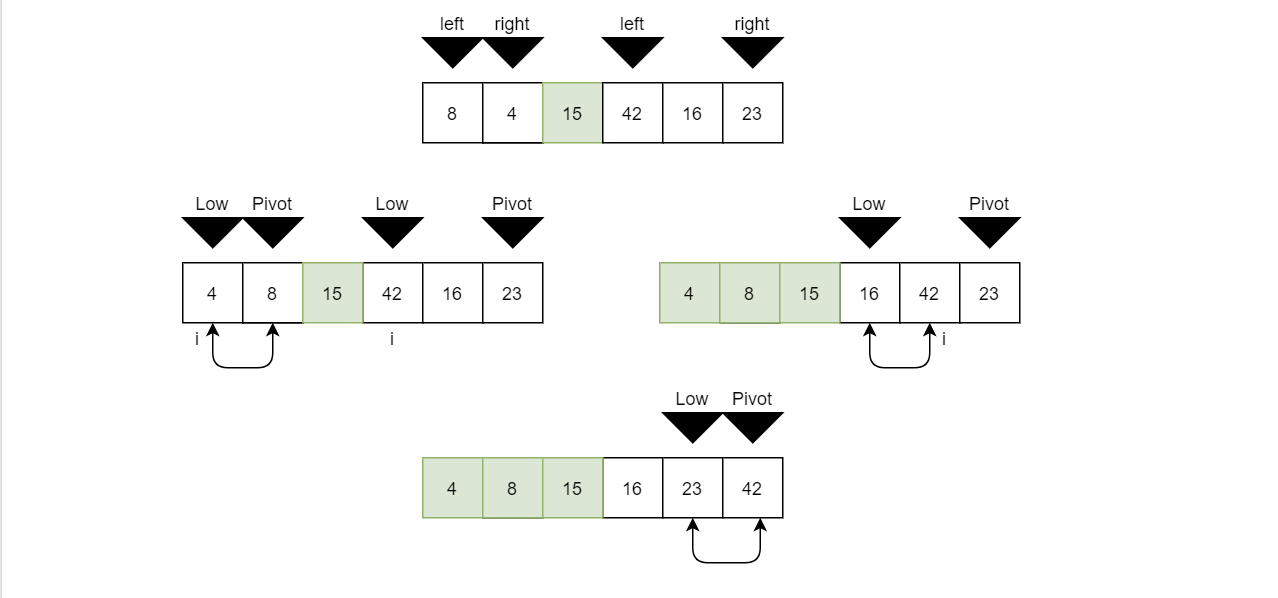 left right left right
8 4 15 42 16 23
Low Pivot Low Pivot
4 8 15 42 16 23
i i
Low Pivot
4 8 15 16 42 23
i
Low Pivot
4 8 15 16 23 42